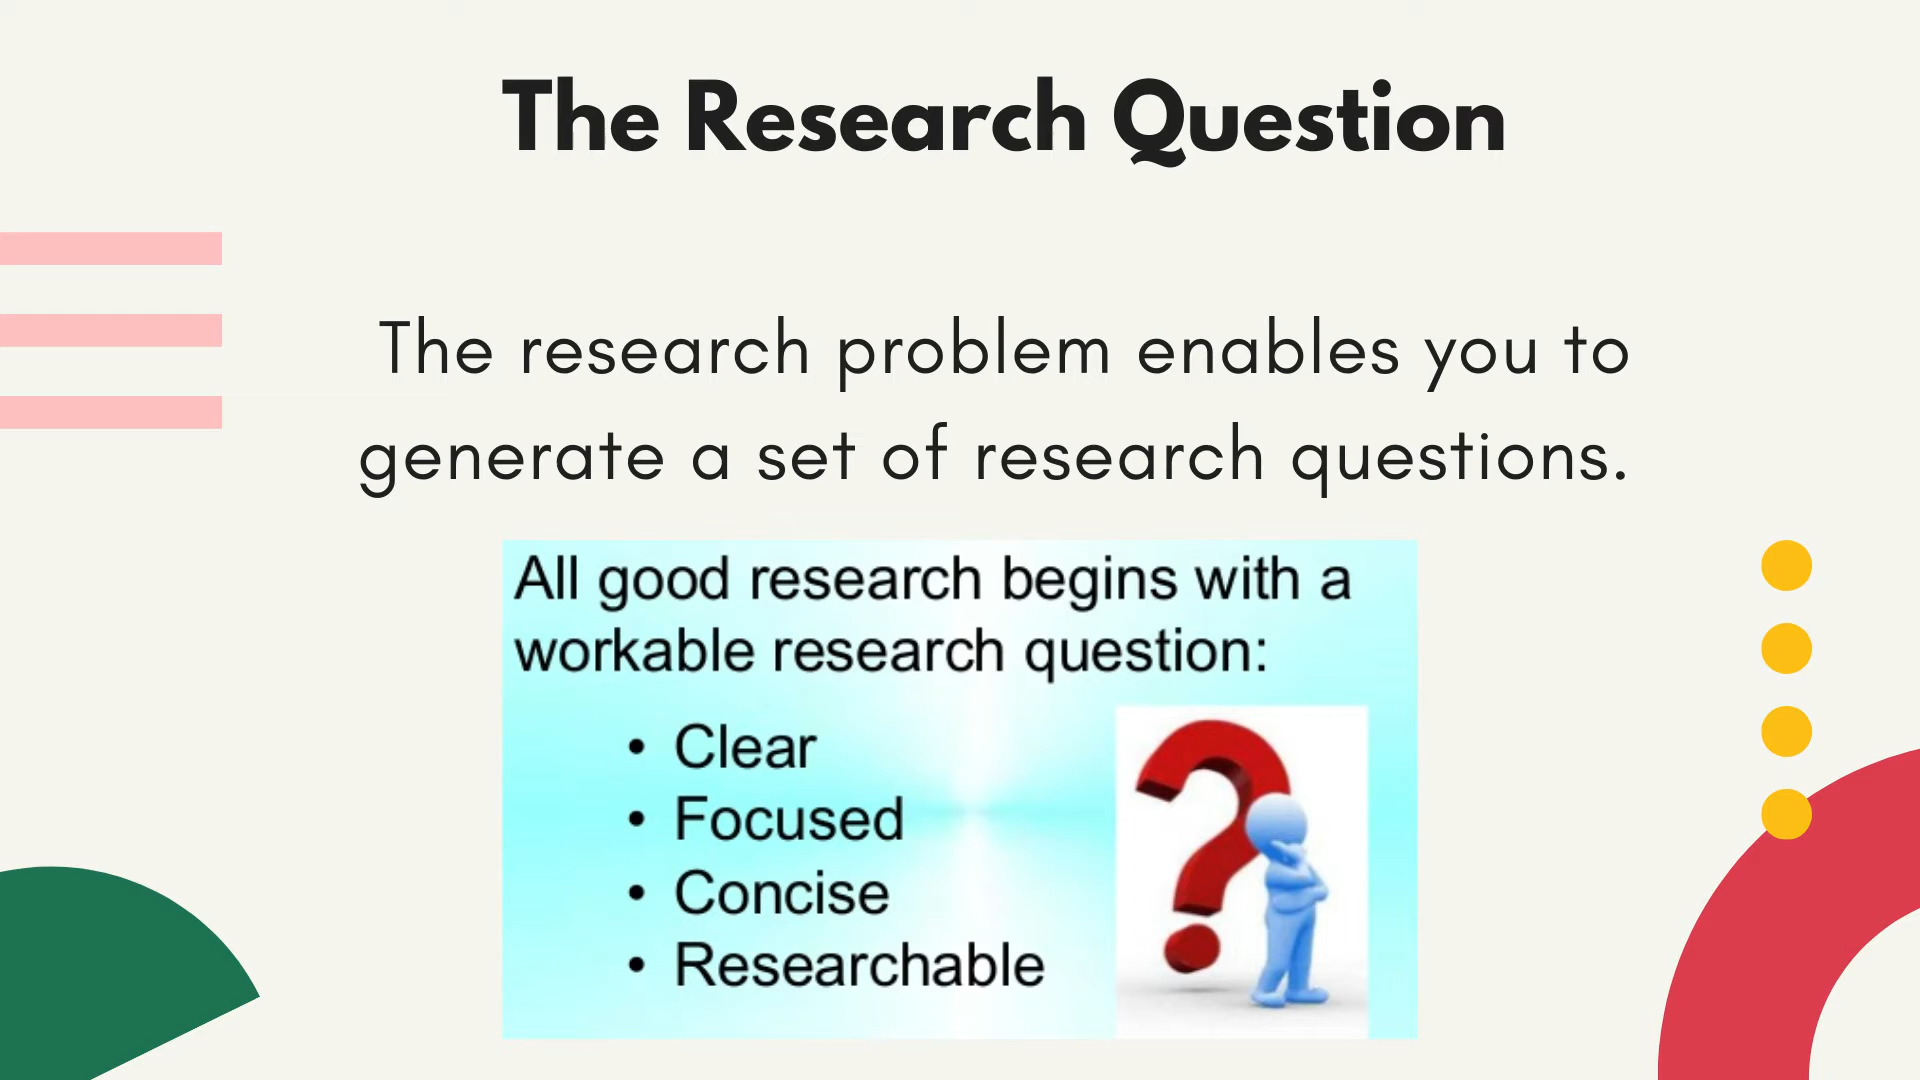 The Research Question
The research problem enables you to
generate a set of research questions.
All good research begins with a
workable research question:
• Clear
• Focused
• Concise
• Researchable